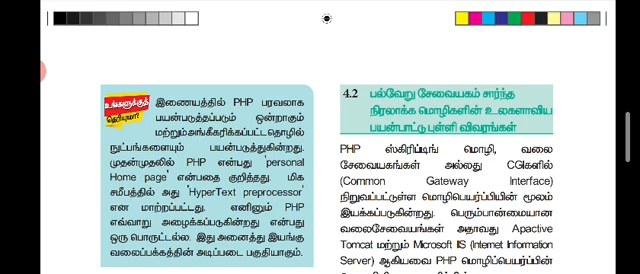 உங்களுக்குத்
தெரியுமா?
இணையத்தில் PHP பரவலாக
பயன்படுத்தப்படும் ஒன்றாகும்
மற்றும்அங்கீகரிக்கப்பட்டதொழில்
நுட்பங்களையும் பயன்படுத்துகின்றது.
முதன்முதலில் PHP என்பது 'personal
Home page' என்பதை குறித்தது. மிக
சமீபத்தில் அது 'HyperText preprocessor'
என மாற்றப்பட்டது. எனினும் PHP
எவ்வாறு அழைக்கப்படுகின்றது என்பது
ஒரு பொருட்டல்ல. இது அனைத்து இயங்கு
வலைப்பக்கத்தின் அடிப்படை பகுதியாகும்.
4.2 பல்வேறு சேவையகம் சார்ந்த
நிரலாக்க மொழிகளின் உலகளாவிய
பயன்பாட்டு புள்ளி விவரங்கள்
PHP ஸ்கிரிப்டிங் மொழி, வலை
சேவையகங்கள் அல்லது CGIகளில்
(Common Gateway Interface)
நிறுவப்பட்டுள்ள மொழிபெயர்ப்பியின் மூலம்
இயக்கப்படுகின்றது. பெரும்பான்மையான
வலைசேவையகங்கள் அதாவது Apactive
Tomcat மற்றும் Microsoft IIS (Internet Information
Server) ஆகியவை PHP மொழிப்பெயர்ப்பின்